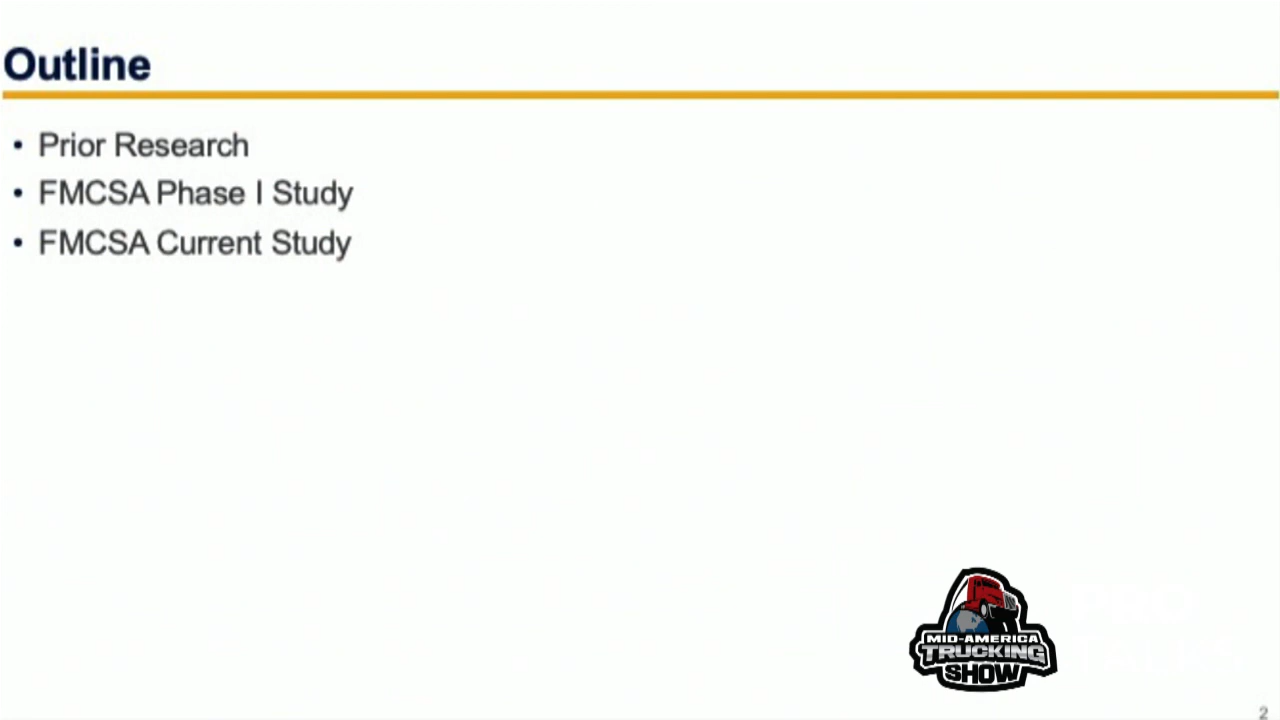 Outline
• Prior Research
• FMCSA Phase I Study
• FMCSA Current Study
MID-AMERICA
TRUCKING
SHOW
2